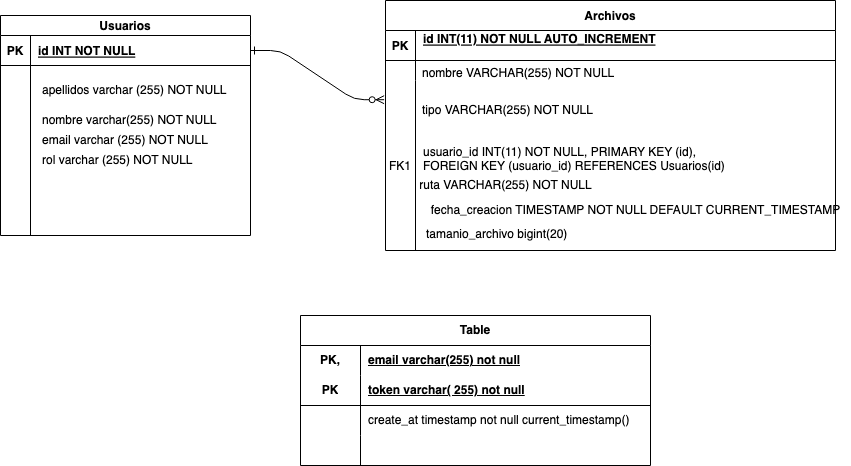 Usuarios
PK
id INT NOT NULL
apellidos varchar (255) NOT NULL
nombre varchar(255) NOT NULL
email varchar (255) NOT NULL
rol varchar (255) NOT NULL
Archivos
PK
id INT(11) NOT NULL AUTO_INCREMENT
nombre VARCHAR(255) NOT NULL
tipo VARCHAR(255) NOT NULL
FK1
usuario_id INT(11) NOT NULL, PRIMARY KEY (id),
FOREIGN KEY (usuario_id) REFERENCES Usuarios(id)
ruta VARCHAR(255) NOT NULL
fecha_creacion TIMESTAMP NOT NULL DEFAULT CURRENT_TIMESTAMP
tamanio_archivo bigint(20)
Table
PK,
email varchar(255) not null
PK
token varchar( 255) not null
create_at timestamp not null current_timestamp()